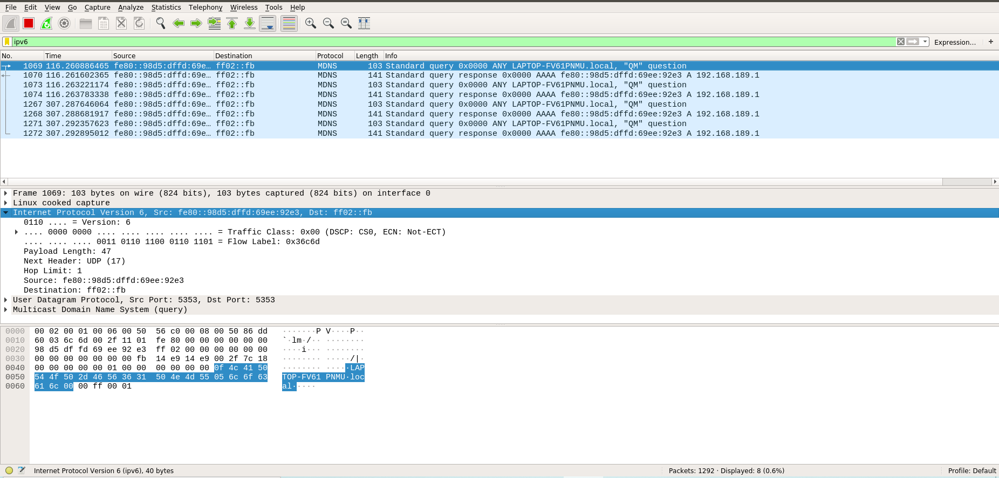 File Edit View Go Capture Analyze Statistics Telephony Wireless Tools Help
ipv6 Expression… +
No. Time Source Destination Protocol Length Info
1069 116.260886465 fe80::98d5:dffd:69e… ff02::fb MDNS 103 Standard query 0x0000 ANY LAPTOP-FV61PNMU.local, "QM" question
1070 116.261602365 fe80::98d5:dffd:69e… ff02::fb MDNS 141 Standard query response 0x0000 AAAA fe80::98d5:dffd:69ee:92e3 A 192.168.189.1
1073 116.263221174 fe80::98d5:dffd:69e… ff02::fb MDNS 103 Standard query 0x0000 ANY LAPTOP-FV61PNMU.local, "QM" question
1074 116.263783338 fe80::98d5:dffd:69e… ff02::fb MDNS 141 Standard query response 0x0000 AAAA fe80::98d5:dffd:69ee:92e3 A 192.168.189.1
1267 307.287646064 fe80::98d5:dffd:69e… ff02::fb MDNS 103 Standard query 0x0000 ANY LAPTOP-FV61PNMU.local, "QM" question
1268 307.288681917 fe80::98d5:dffd:69e… ff02::fb MDNS 141 Standard query response 0x0000 AAAA fe80::98d5:dffd:69ee:92e3 A 192.168.189.1
1271 307.292357623 fe80::98d5:dffd:69e… ff02::fb MDNS 103 Standard query 0x0000 ANY LAPTOP-FV61PNMU.local, "QM" question
1272 307.292895012 fe80::98d5:dffd:69e… ff02::fb MDNS 141 Standard query response 0x0000 AAAA fe80::98d5:dffd:69ee:92e3 A 192.168.189.1
Frame 1069: 103 bytes on wire (824 bits), 103 bytes captured (824 bits) on interface 0
Linux cooked capture
Internet Protocol Version 6, Src: fe80::98d5:dffd:69ee:92e3, Dst: ff02::fb
0110 .... = Version: 6
.... 0000 0000 .... .... .... .... .... = Traffic Class: 0x00 (DSCP: CS0, ECN: Not-ECT)
.... .... .... 0011 0110 1100 0110 1101 = Flow Label: 0x36c6d
Payload Length: 47
Next Header: UDP (17)
Hop Limit: 1
Source: fe80::98d5:dffd:69ee:92e3
Destination: ff02::fb
User Datagram Protocol, Src Port: 5353, Dst Port: 5353
Multicast Domain Name System (query)
0000 00 02 00 01 00 06 00 50 56 c0 00 08 00 50 86 dd ·······P V····P··
0010 60 03 6c 6d 00 2f 11 01 fe 80 00 00 00 00 00 00 `·lm·/·· ········
0020 98 d5 df fd 69 ee 92 e3 ff 02 00 00 00 00 00 00 ····i··· ········
0030 00 00 00 00 00 00 00 fb 14 e9 14 e9 00 2f 7c 18 ········ ·····/|·
0040 00 00 00 00 00 01 00 00 00 00 00 00 0f 4c 41 50 ········ ·····LAP
0050 54 4f 50 2d 46 56 36 31 50 4e 4d 55 05 6c 6f 63 TOP-FV61 PNMU·loc
0060 61 6c 00 00 ff 00 01 al·····
Internet Protocol Version 6 (ipv6), 40 bytes Packets: 1292 · Displayed: 8 (0.6%) Profile: Default